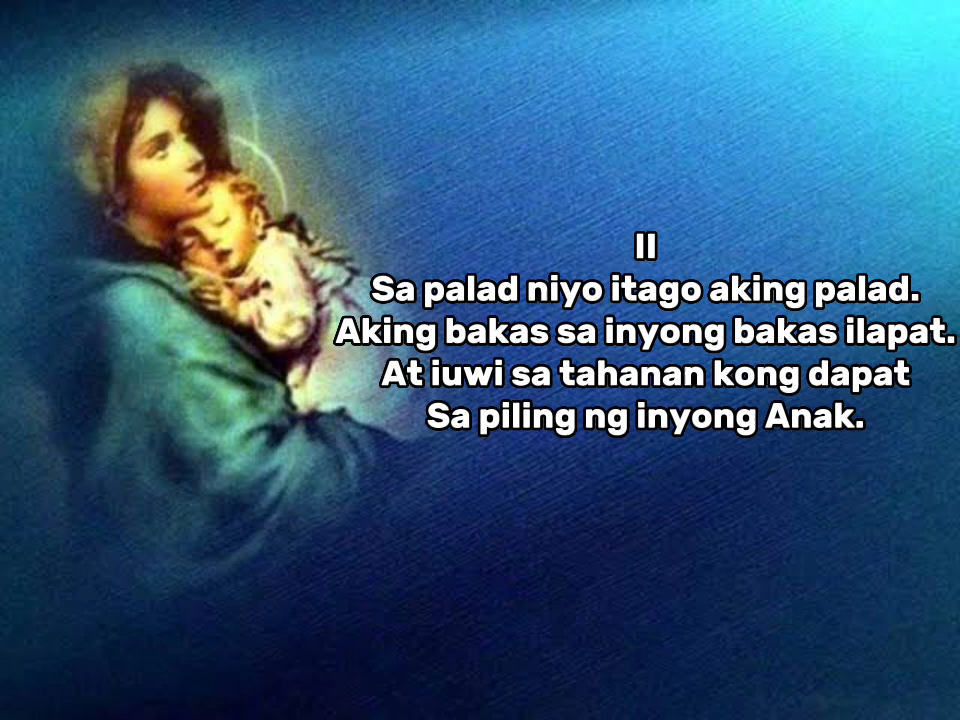 II
Sa palad niyo itago aking palad.
Aking bakas sa inyong bakas ilapat.
At iuwi sa tahanan kong dapat
Sa piling ng inyong Anak.